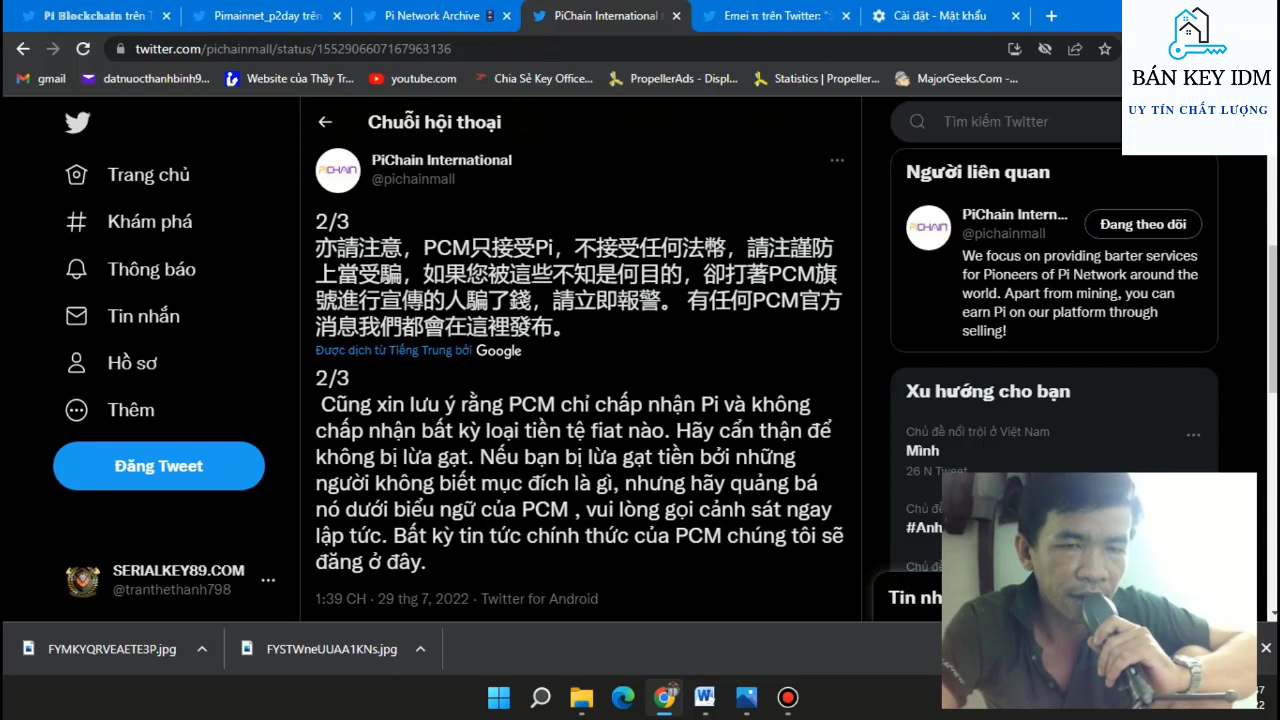 Pi Blockchain trên T
Pimainnet_p2day trên
Pi Network Archive
PiChain International t
Emei π trên Twitter: "
Cài đặt - Mật khẩu
twitter.com/pichainmall/status/1552906607167963136
gmail
datnuocthanhbinh9...
Website của Thầy Tr...
youtube.com
Chia Sẻ Key Office...
PropellerAds - Displ...
Statistics | Propeller...
MajorGeeks.Com -...
BÁN KEY IDM
UY TÍN CHẤT LƯỢNG
Trang chủ
Khám phá
Thông báo
Tin nhắn
Hồ sơ
Thêm
Đăng Tweet
SERIALKEY89.COM
@tranthethanh798
Chuỗi hội thoại
PiCHAIN
PiChain International
@pichainmall
2/3
亦請注意，PCM只接受Pi，不接受任何法幣，請注謹防
上當受騙，如果您被這些不知是何目的，卻打著PCM旗
號進行宣傳的人騙了錢，請立即報警。 有任何PCM官方
消息我們都會在這裡發布。
Được dịch từ Tiếng Trung bởi Google
2/3
Cũng xin lưu ý rằng PCM chỉ chấp nhận Pi và không
chấp nhận bất kỳ loại tiền tệ fiat nào. Hãy cẩn thận để
không bị lừa gạt. Nếu bạn bị lừa gạt tiền bởi những
người không biết mục đích là gì, nhưng hãy quảng bá
nó dưới biểu ngữ của PCM , vui lòng gọi cảnh sát ngay
lập tức. Bất kỳ tin tức chính thức của PCM chúng tôi sẽ
đăng ở đây.
1:39 CH · 29 thg 7, 2022 · Twitter for Android
Tìm kiếm Twitter
Người liên quan
PiCHAIN
PiChain Intern...
@pichainmall
Đang theo dõi
We focus on providing barter services
for Pioneers of Pi Network around the
world. Apart from mining, you can
earn Pi on our platform through
selling!
Xu hướng cho bạn
Chủ đề nổi trội ở Việt Nam
Mình
26 N Tweet
Chủ đề
#Anh
Chủ đề
Tin nh
FYMKYQRVEAETE3P.jpg
FYSTWneUUAA1KNs.jpg